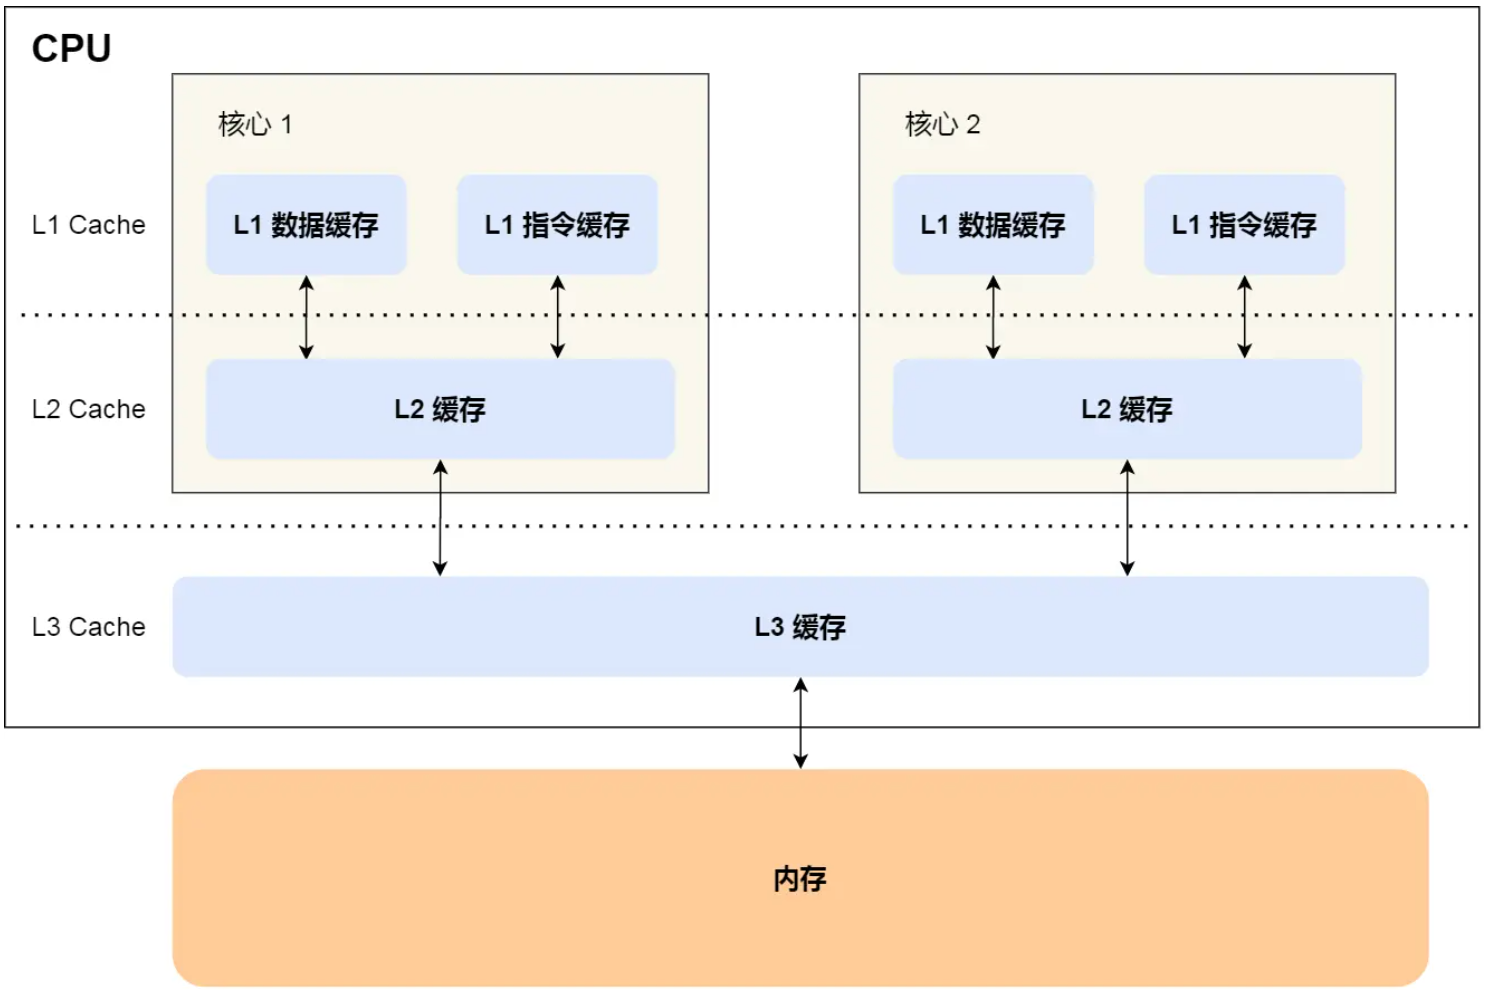 CPU
核心 1
核心 2
L1 Cache
L1 数据缓存
L1 指令缓存
L1 数据缓存
L1 指令缓存
L2 Cache
L2 缓存
L2 缓存
L3 Cache
L3 缓存
内存